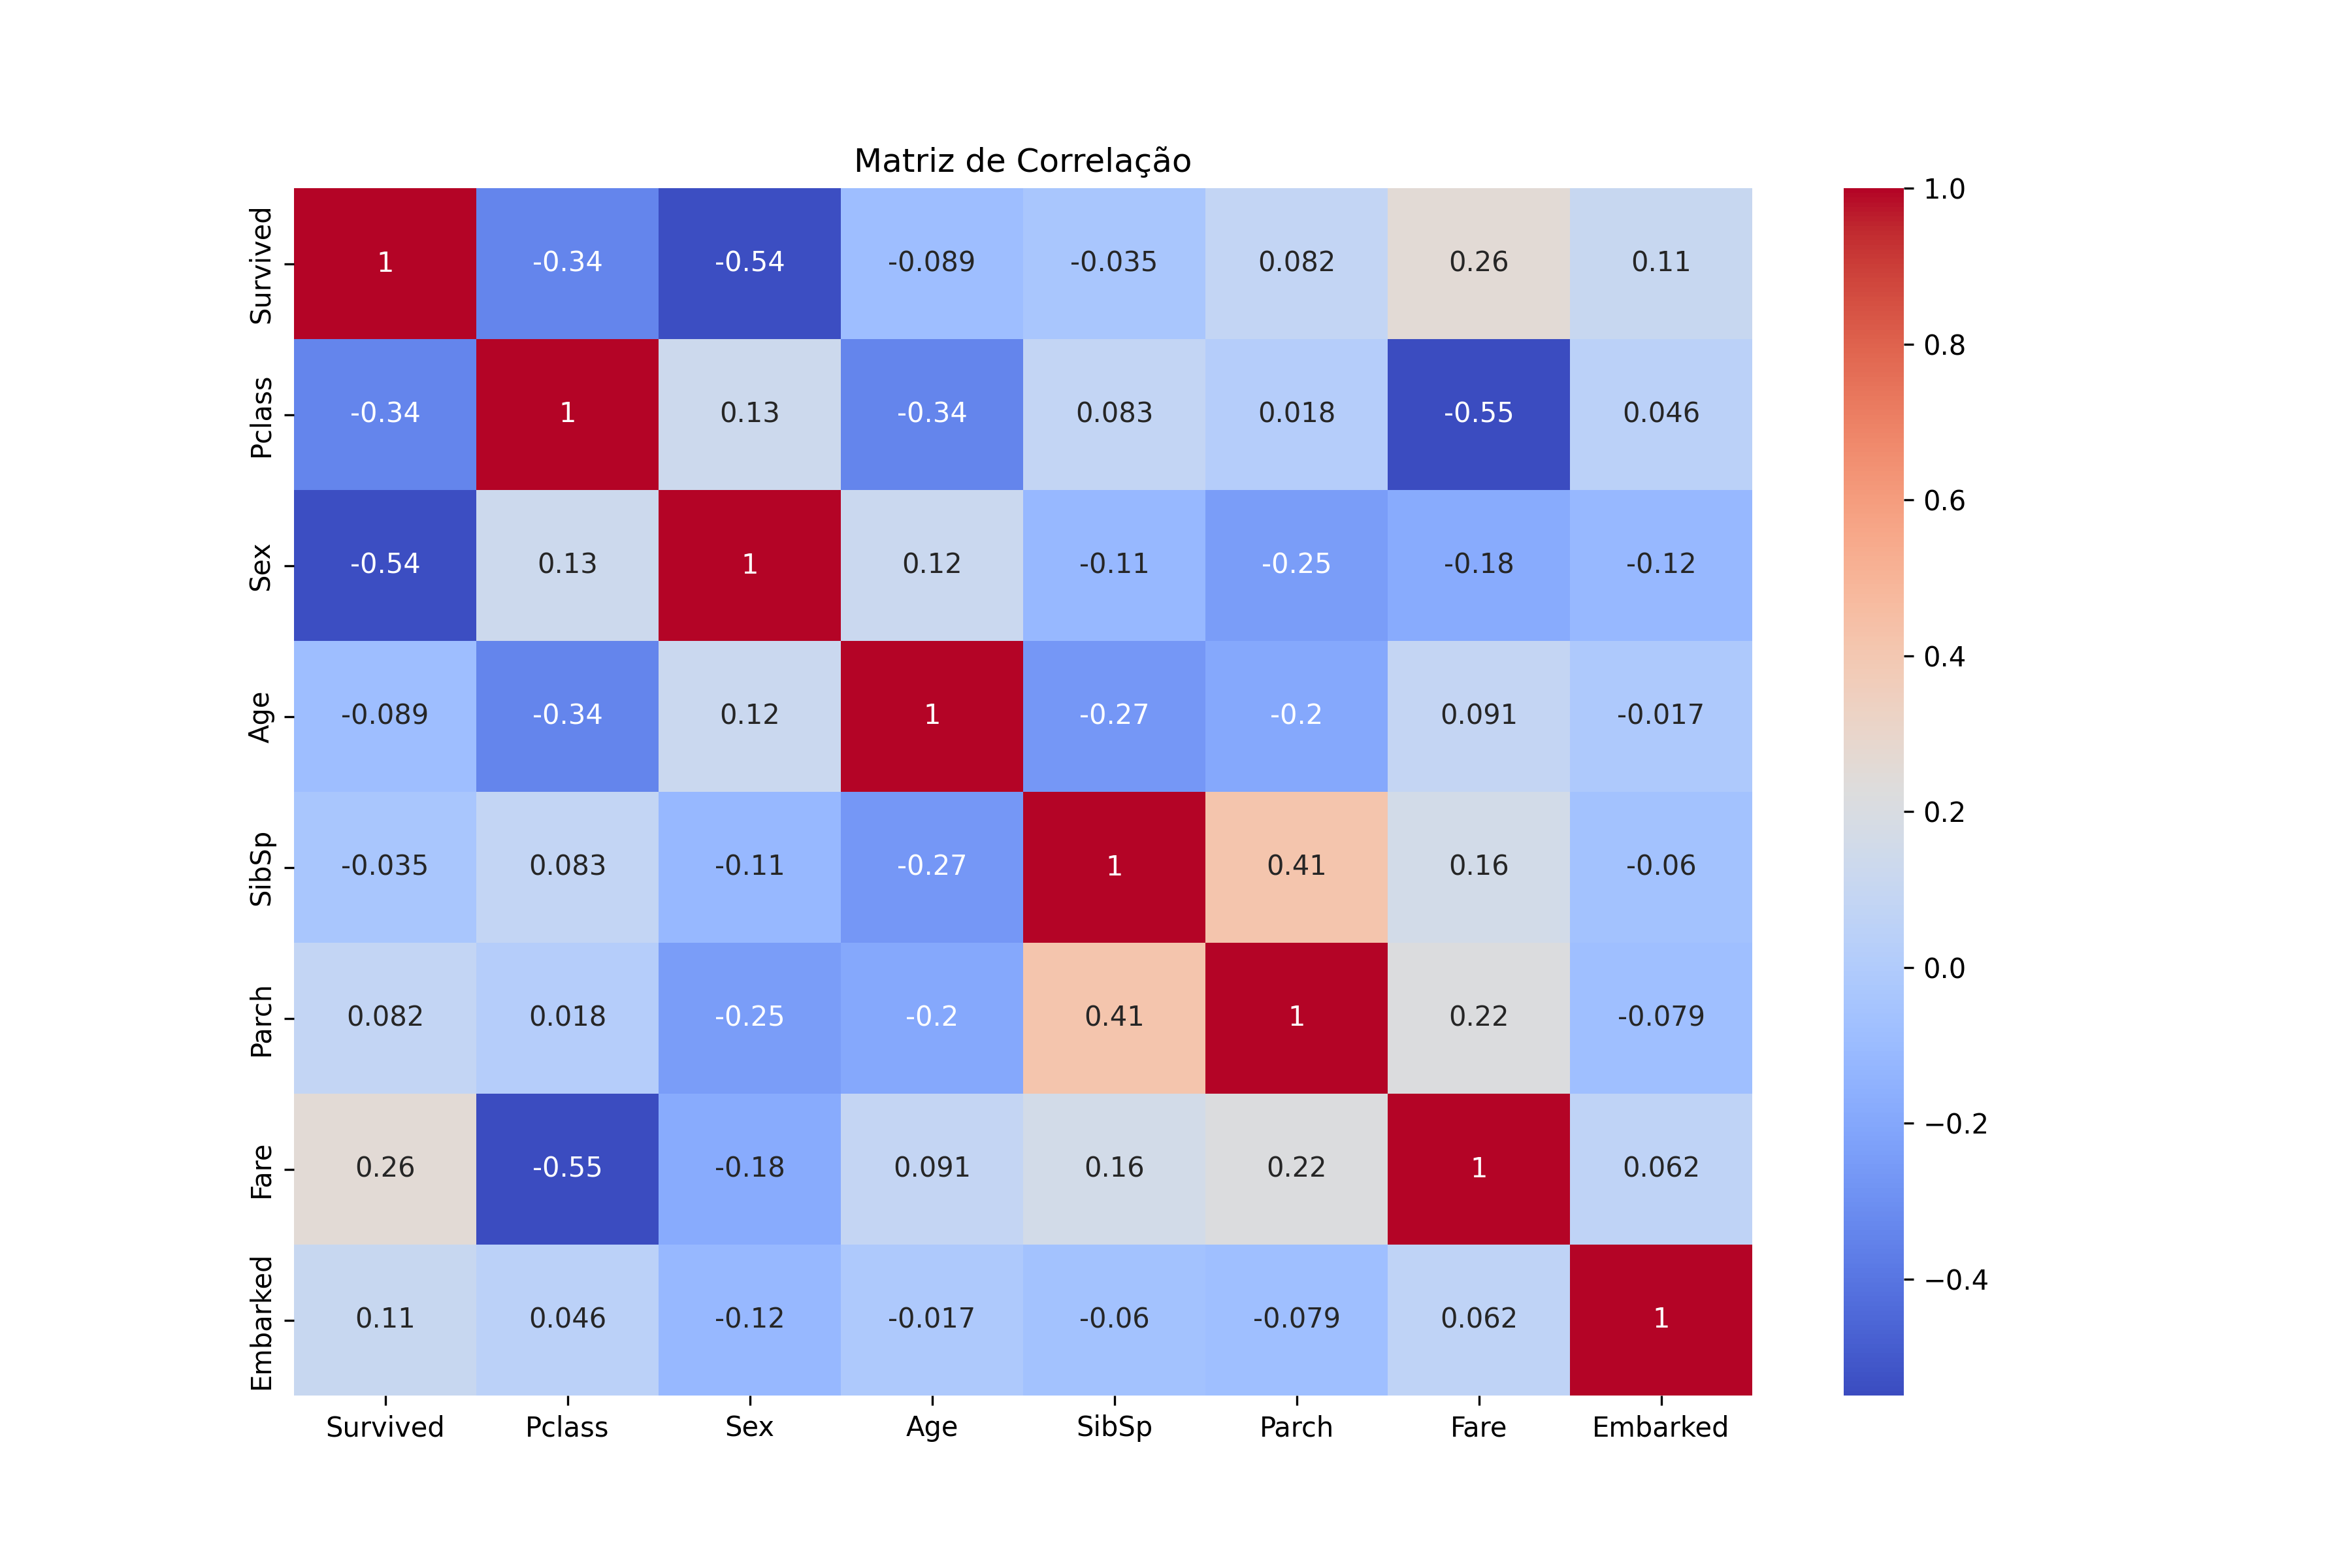 Matriz de Correlação
Survived 1 -0.34 -0.54 -0.089 -0.035 0.082 0.26 0.11
Pclass -0.34 1 0.13 -0.34 0.083 0.018 -0.55 0.046
Sex -0.54 0.13 1 0.12 -0.11 -0.25 -0.18 -0.12
Age -0.089 -0.34 0.12 1 -0.27 -0.2 0.091 -0.017
SibSp -0.035 0.083 -0.11 -0.27 1 0.41 0.16 -0.06
Parch 0.082 0.018 -0.25 -0.2 0.41 1 0.22 -0.079
Fare 0.26 -0.55 -0.18 0.091 0.16 0.22 1 0.062
Embarked 0.11 0.046 -0.12 -0.017 -0.06 -0.079 0.062 1
Survived Pclass Sex Age SibSp Parch Fare Embarked
1.0
0.8
0.6
0.4
0.2
0.0
−0.2
−0.4